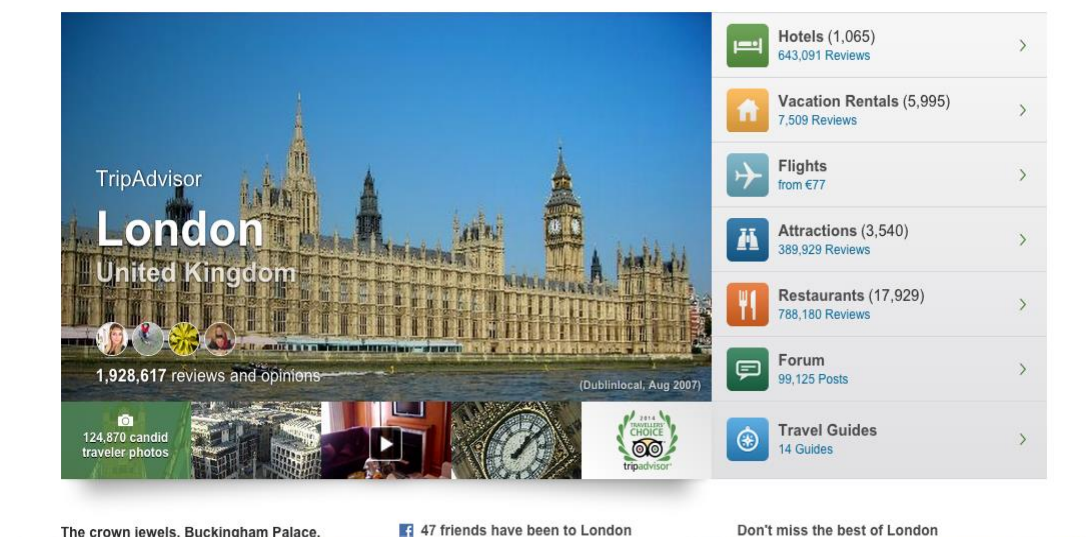 TripAdvisor
London
United Kingdom
1,928,617 reviews and opinions
(Dublinlocal, Aug 2007)
124,870 candid
traveler photos
2014
TRAVELLERS'
CHOICE
tripadvisor
Hotels (1,065)
643,091 Reviews
Vacation Rentals (5,995)
7,509 Reviews
Flights
from €77
Attractions (3,540)
389,929 Reviews
Restaurants (17,929)
788,180 Reviews
Forum
99,125 Posts
Travel Guides
14 Guides
The crown jewels, Buckingham Palace,
47 friends have been to London
Don't miss the best of London